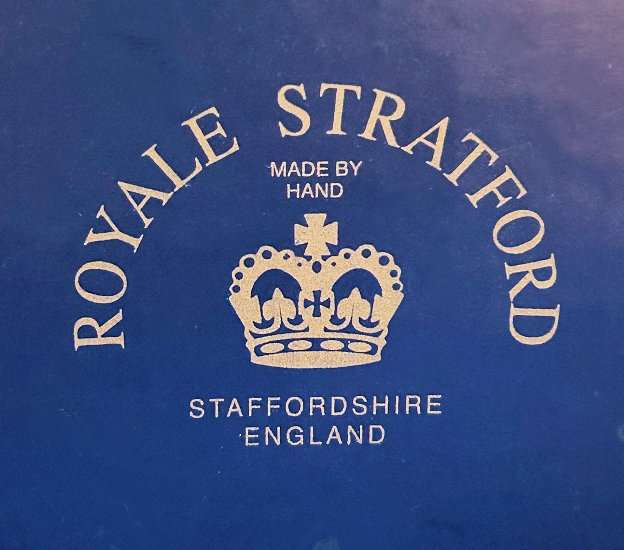 ROYALE STRATFORD
MADE BY
HAND
STAFFORDSHIRE
ENGLAND